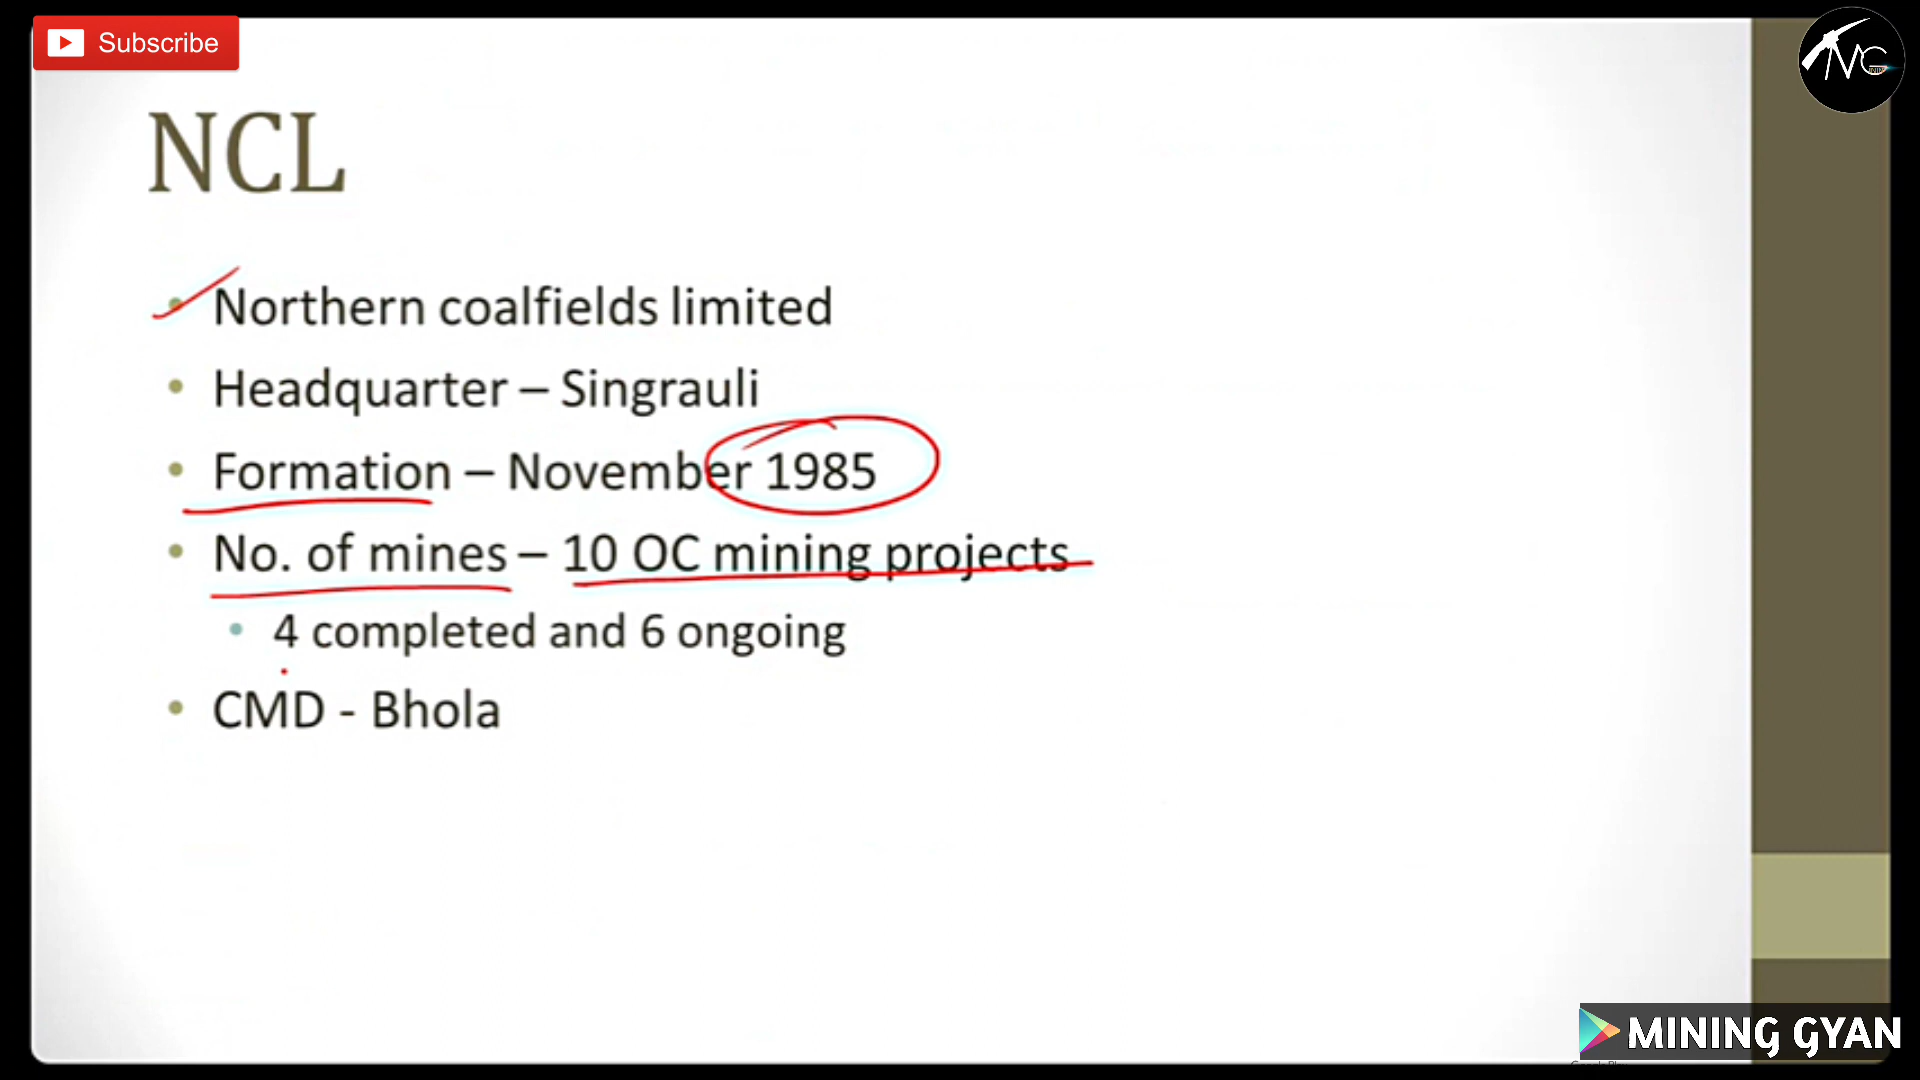 Subscribe
NCL
Northern coalfields limited
Headquarter – Singrauli
Formation – November 1985
No. of mines – 10 OC mining projects
4 completed and 6 ongoing
CMD - Bhola
MINING GYAN